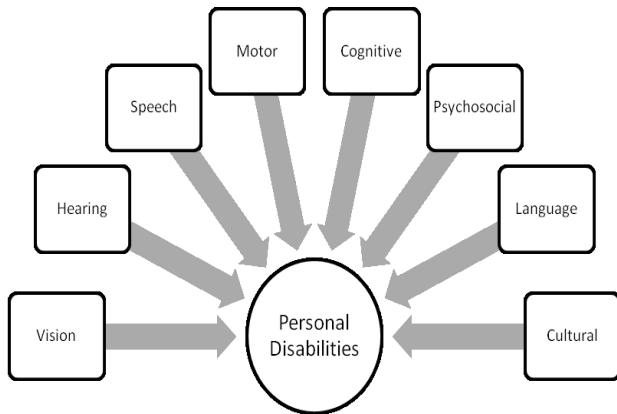 Motor
Cognitive
Speech
Psychosocial
Hearing
Language
Vision
Personal
Disabilities
Cultural